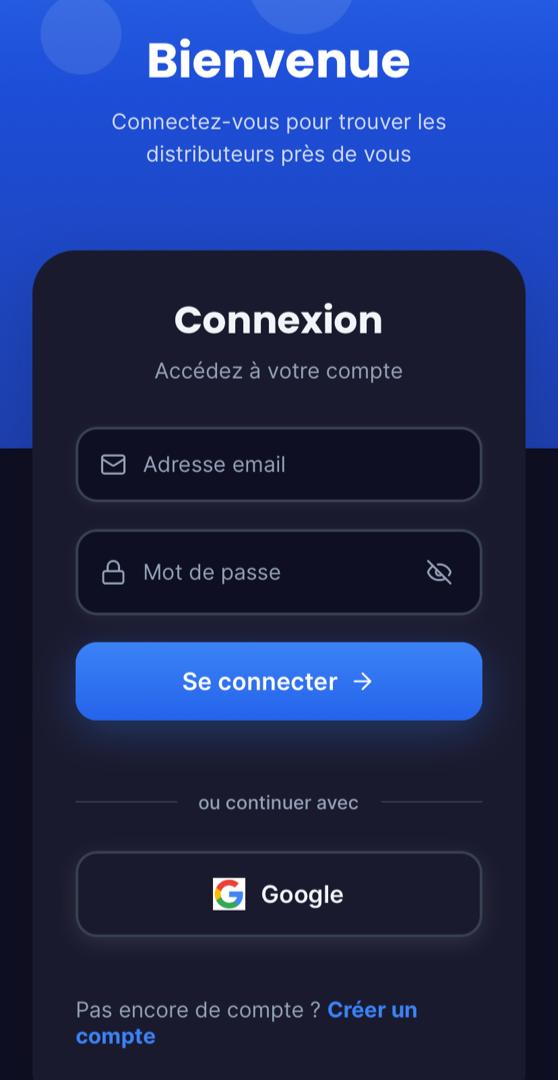 Bienvenue
Connectez-vous pour trouver les
distributeurs près de vous
Connexion
Accédez à votre compte
Adresse email
Mot de passe
Se connecter →
ou continuer avec
Google
Pas encore de compte ? Créer un
compte